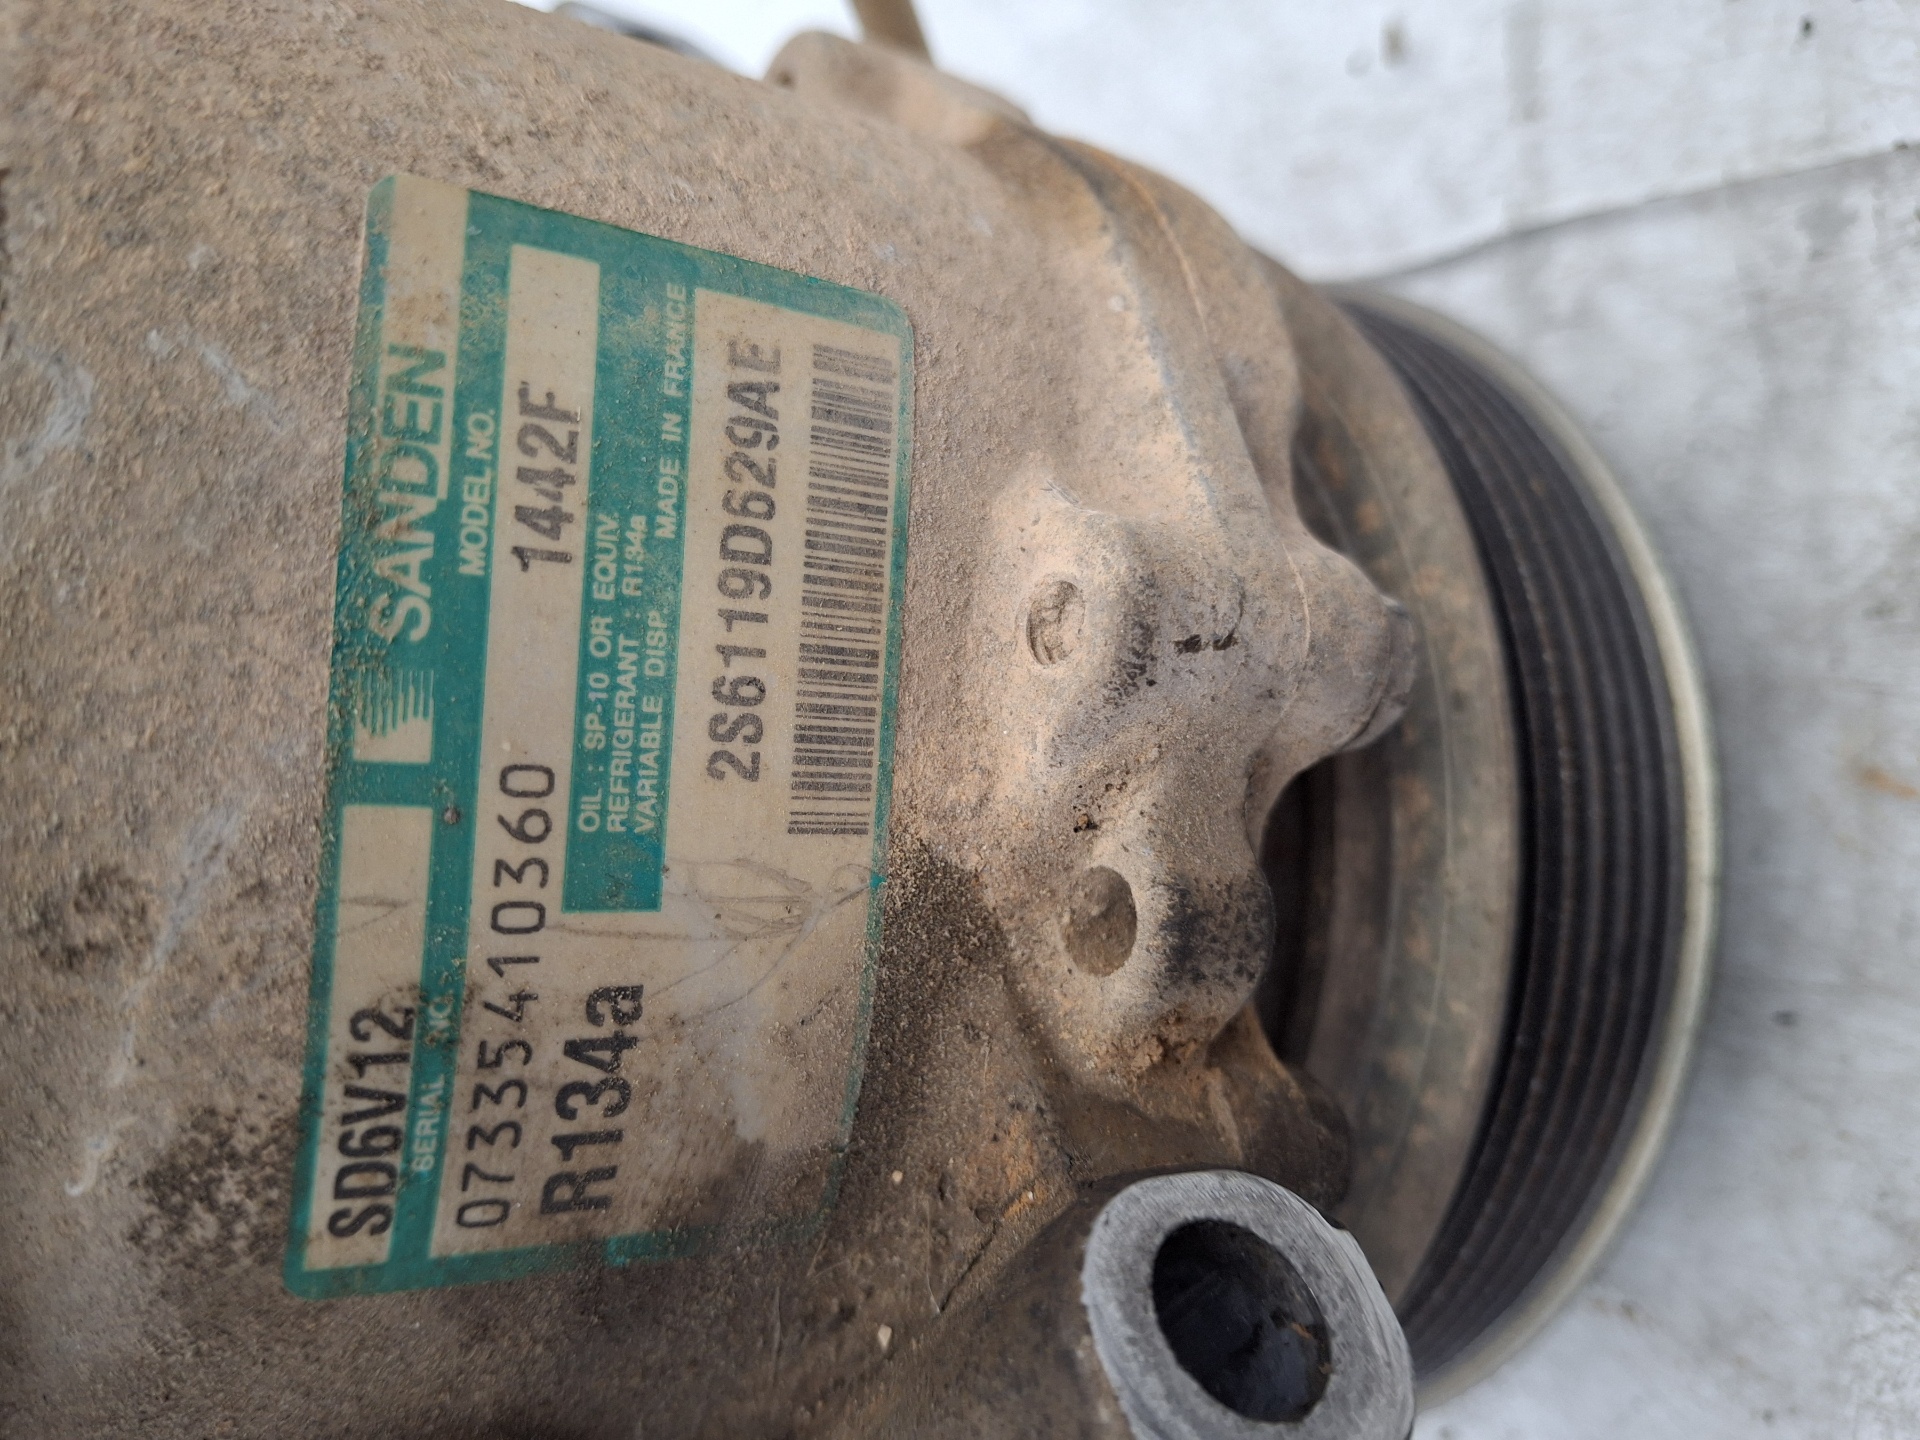 SD6V12 SANDEN
SERIAL NO. MODEL NO.
07335410360 1442F
R134a
OIL : SP-10 OR EQUIV.
REFRIGERANT : R134a
VARIABLE DISP. MADE IN FRANCE
2S6119D629AE